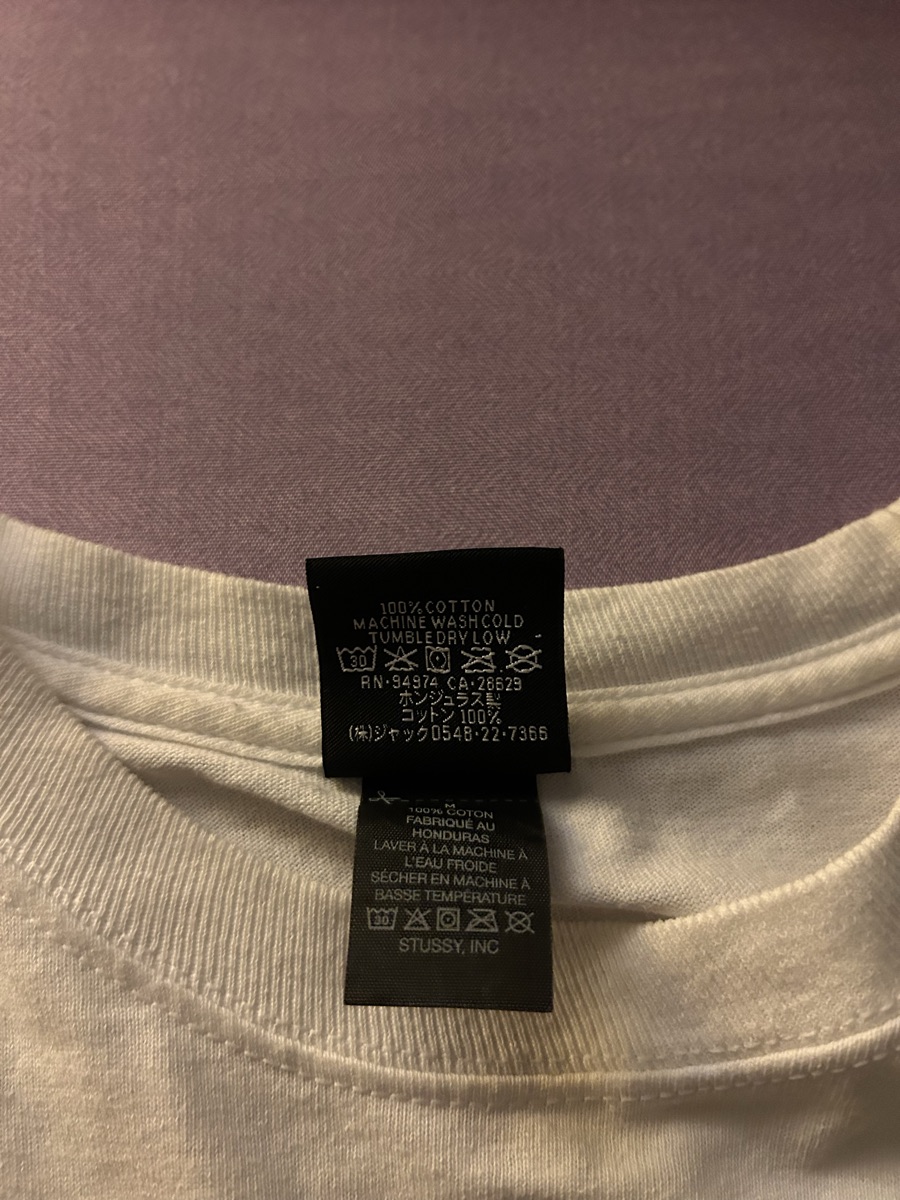 100% COTTON
MACHINE WASH COLD
TUMBLE DRY LOW
30
RN·94974 CA·28629
ホンジュラス製
コットン 100%
(株)ジャック0548·22·7366
M
100% COTON
FABRIQUÉ AU
HONDURAS
LAVER À LA MACHINE À
L'EAU FROIDE
SÉCHER EN MACHINE À
BASSE TEMPÉRATURE
30
STUSSY, INC